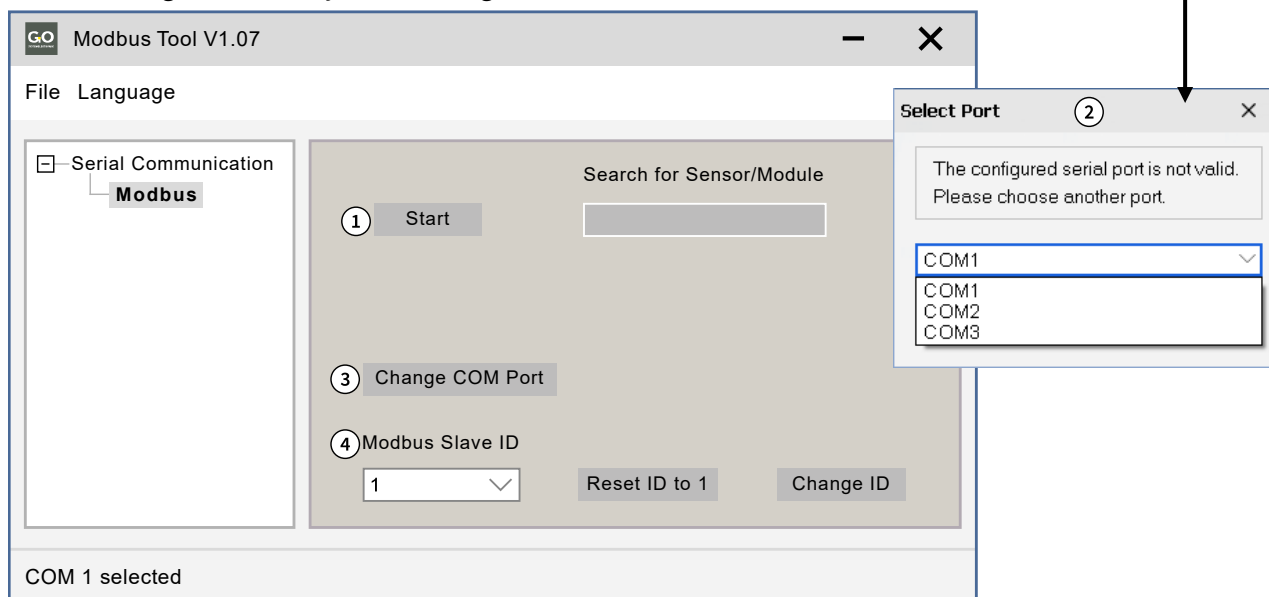 GO
Modbus Tool V1.07
File Language
Serial Communication
Modbus
Search for Sensor/Module
1 Start
3 Change COM Port
4 Modbus Slave ID
1
Reset ID to 1
Change ID
COM 1 selected
Select Port 2
The configured serial port is not valid.
Please choose another port.
COM1
COM1
COM2
COM3